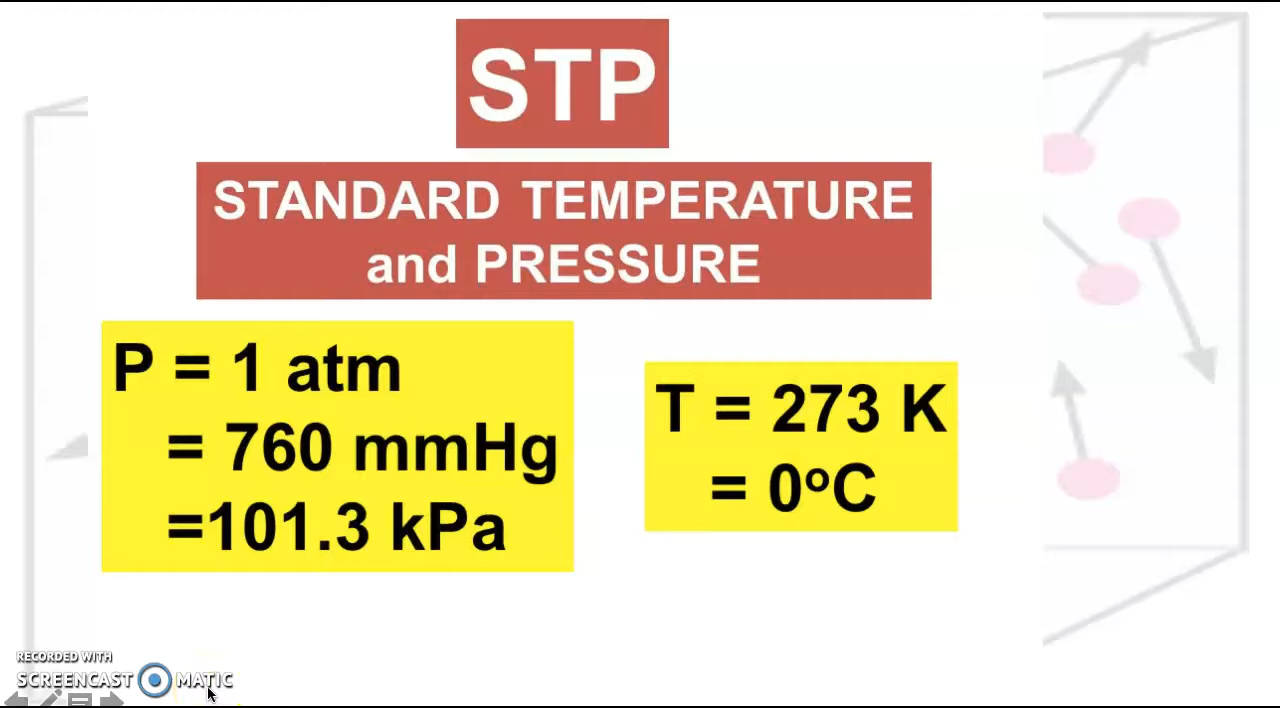 STP
STANDARD TEMPERATURE
and PRESSURE
P = 1 atm
= 760 mmHg
=101.3 kPa
T = 273 K
= 0ºC
RECORDED WITH
SCREENCAST MATIC